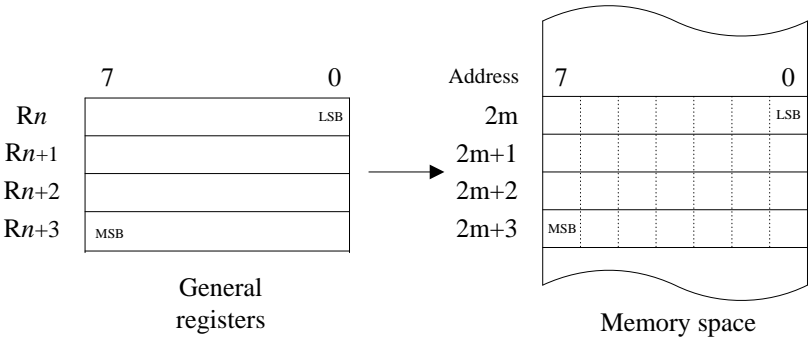 7 0 Address 7 0
Rn LSB 2m LSB
Rn+1 2m+1
Rn+2 2m+2
Rn+3 MSB 2m+3 MSB
General
registers
Memory space